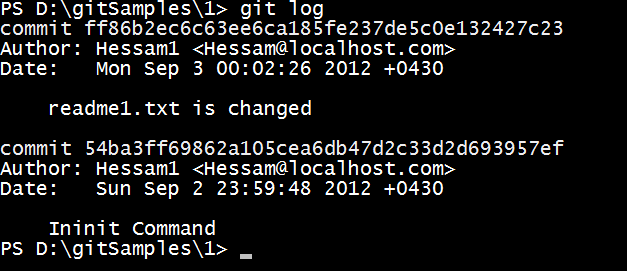 PS D:\gitSamples\1> git log
commit ff86b2ec6c63ee6ca185fe237de5c0e132427c23
Author: Hessam1 <Hessam@localhost.com>
Date:   Mon Sep 3 00:02:26 2012 +0430
    readme1.txt is changed
commit 54ba3ff69862a105cea6db47d2c33d2d693957ef
Author: Hessam1 <Hessam@localhost.com>
Date:   Sun Sep 2 23:59:48 2012 +0430
    Ininit Command
PS D:\gitSamples\1>